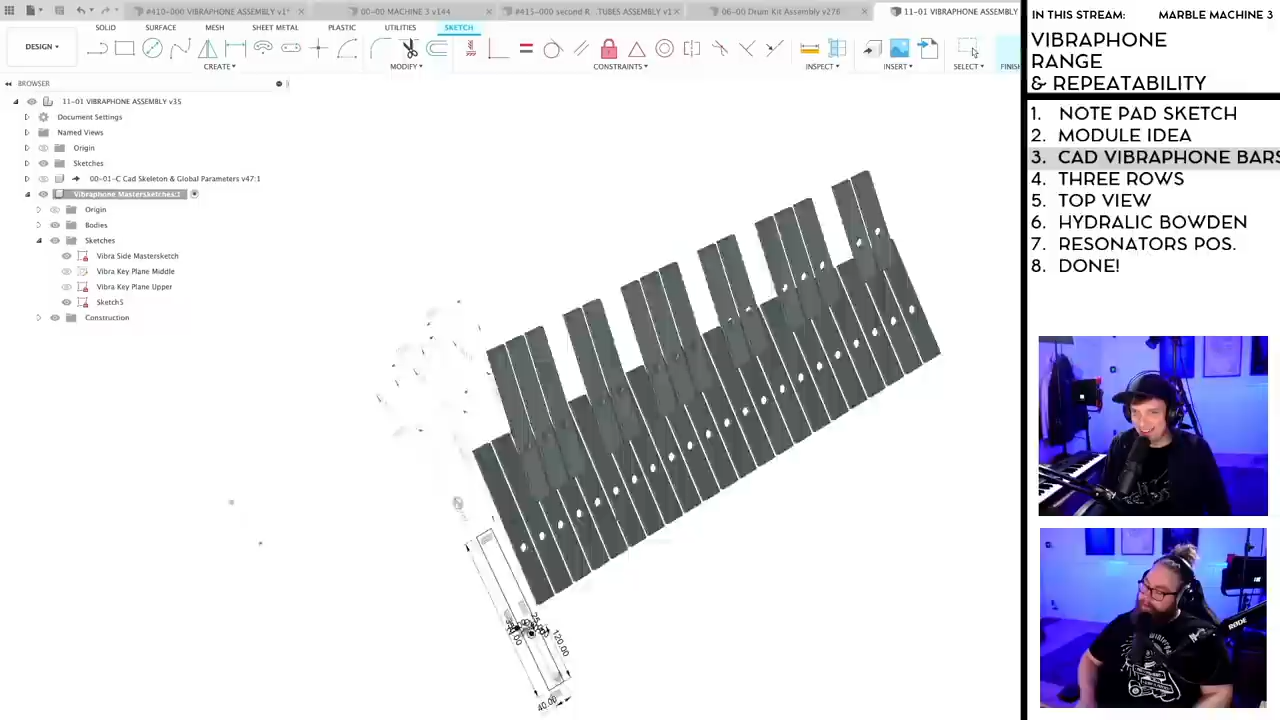 #410-000 VIBRAPHONE ASSEMBLY v1*
00-00 MACHINE 3 v144
#415-000 second R...TUBES ASSEMBLY v1
06-00 Drum Kit Assembly v276
11-01 VIBRAPHONE ASSEMBLY
SOLID
SURFACE
MESH
SHEET METAL
PLASTIC
UTILITIES
SKETCH
DESIGN
CREATE
MODIFY
CONSTRAINTS
INSPECT
INSERT
SELECT
FINIS
BROWSER
11-01 VIBRAPHONE ASSEMBLY v35
Document Settings
Named Views
Origin
Sketches
00-01-C Cad Skeleton & Global Parameters v47:1
Vibraphone Mastersketches:1
Origin
Bodies
Sketches
Vibra Side Mastersketch
Vibra Key Plane Middle
Vibra Key Plane Upper
Sketch5
Construction
120.00
40.00
IN THIS STREAM: MARBLE MACHINE 3
VIBRAPHONE
RANGE
& REPEATABILITY
1. NOTE PAD SKETCH
2. MODULE IDEA
3. CAD VIBRAPHONE BARS
4. THREE ROWS
5. TOP VIEW
6. HYDRALIC BOWDEN
7. RESONATORS POS.
8. DONE!
RODE